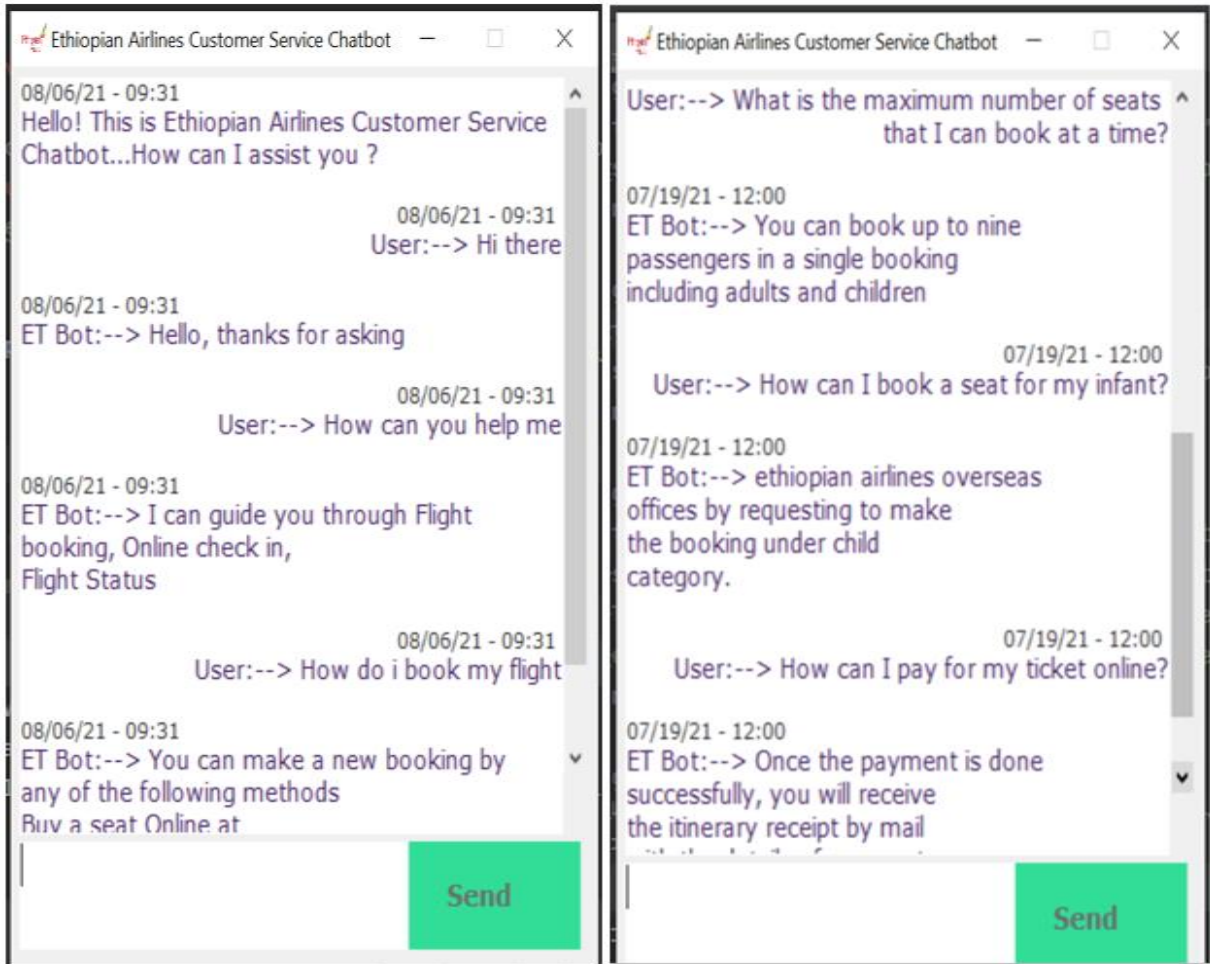 Ethiopian Airlines Customer Service Chatbot
08/06/21 - 09:31
Hello! This is Ethiopian Airlines Customer Service
Chatbot...How can I assist you ?
08/06/21 - 09:31
User:--> Hi there
08/06/21 - 09:31
ET Bot:--> Hello, thanks for asking
08/06/21 - 09:31
User:--> How can you help me
08/06/21 - 09:31
ET Bot:--> I can guide you through Flight
booking, Online check in,
Flight Status
08/06/21 - 09:31
User:--> How do i book my flight
08/06/21 - 09:31
ET Bot:--> You can make a new booking by
any of the following methods
Buy a seat Online at
Send
Ethiopian Airlines Customer Service Chatbot
User:--> What is the maximum number of seats
that I can book at a time?
07/19/21 - 12:00
ET Bot:--> You can book up to nine
passengers in a single booking
including adults and children
07/19/21 - 12:00
User:--> How can I book a seat for my infant?
07/19/21 - 12:00
ET Bot:--> ethiopian airlines overseas
offices by requesting to make
the booking under child
category.
07/19/21 - 12:00
User:--> How can I pay for my ticket online?
07/19/21 - 12:00
ET Bot:--> Once the payment is done
successfully, you will receive
the itinerary receipt by mail
Send